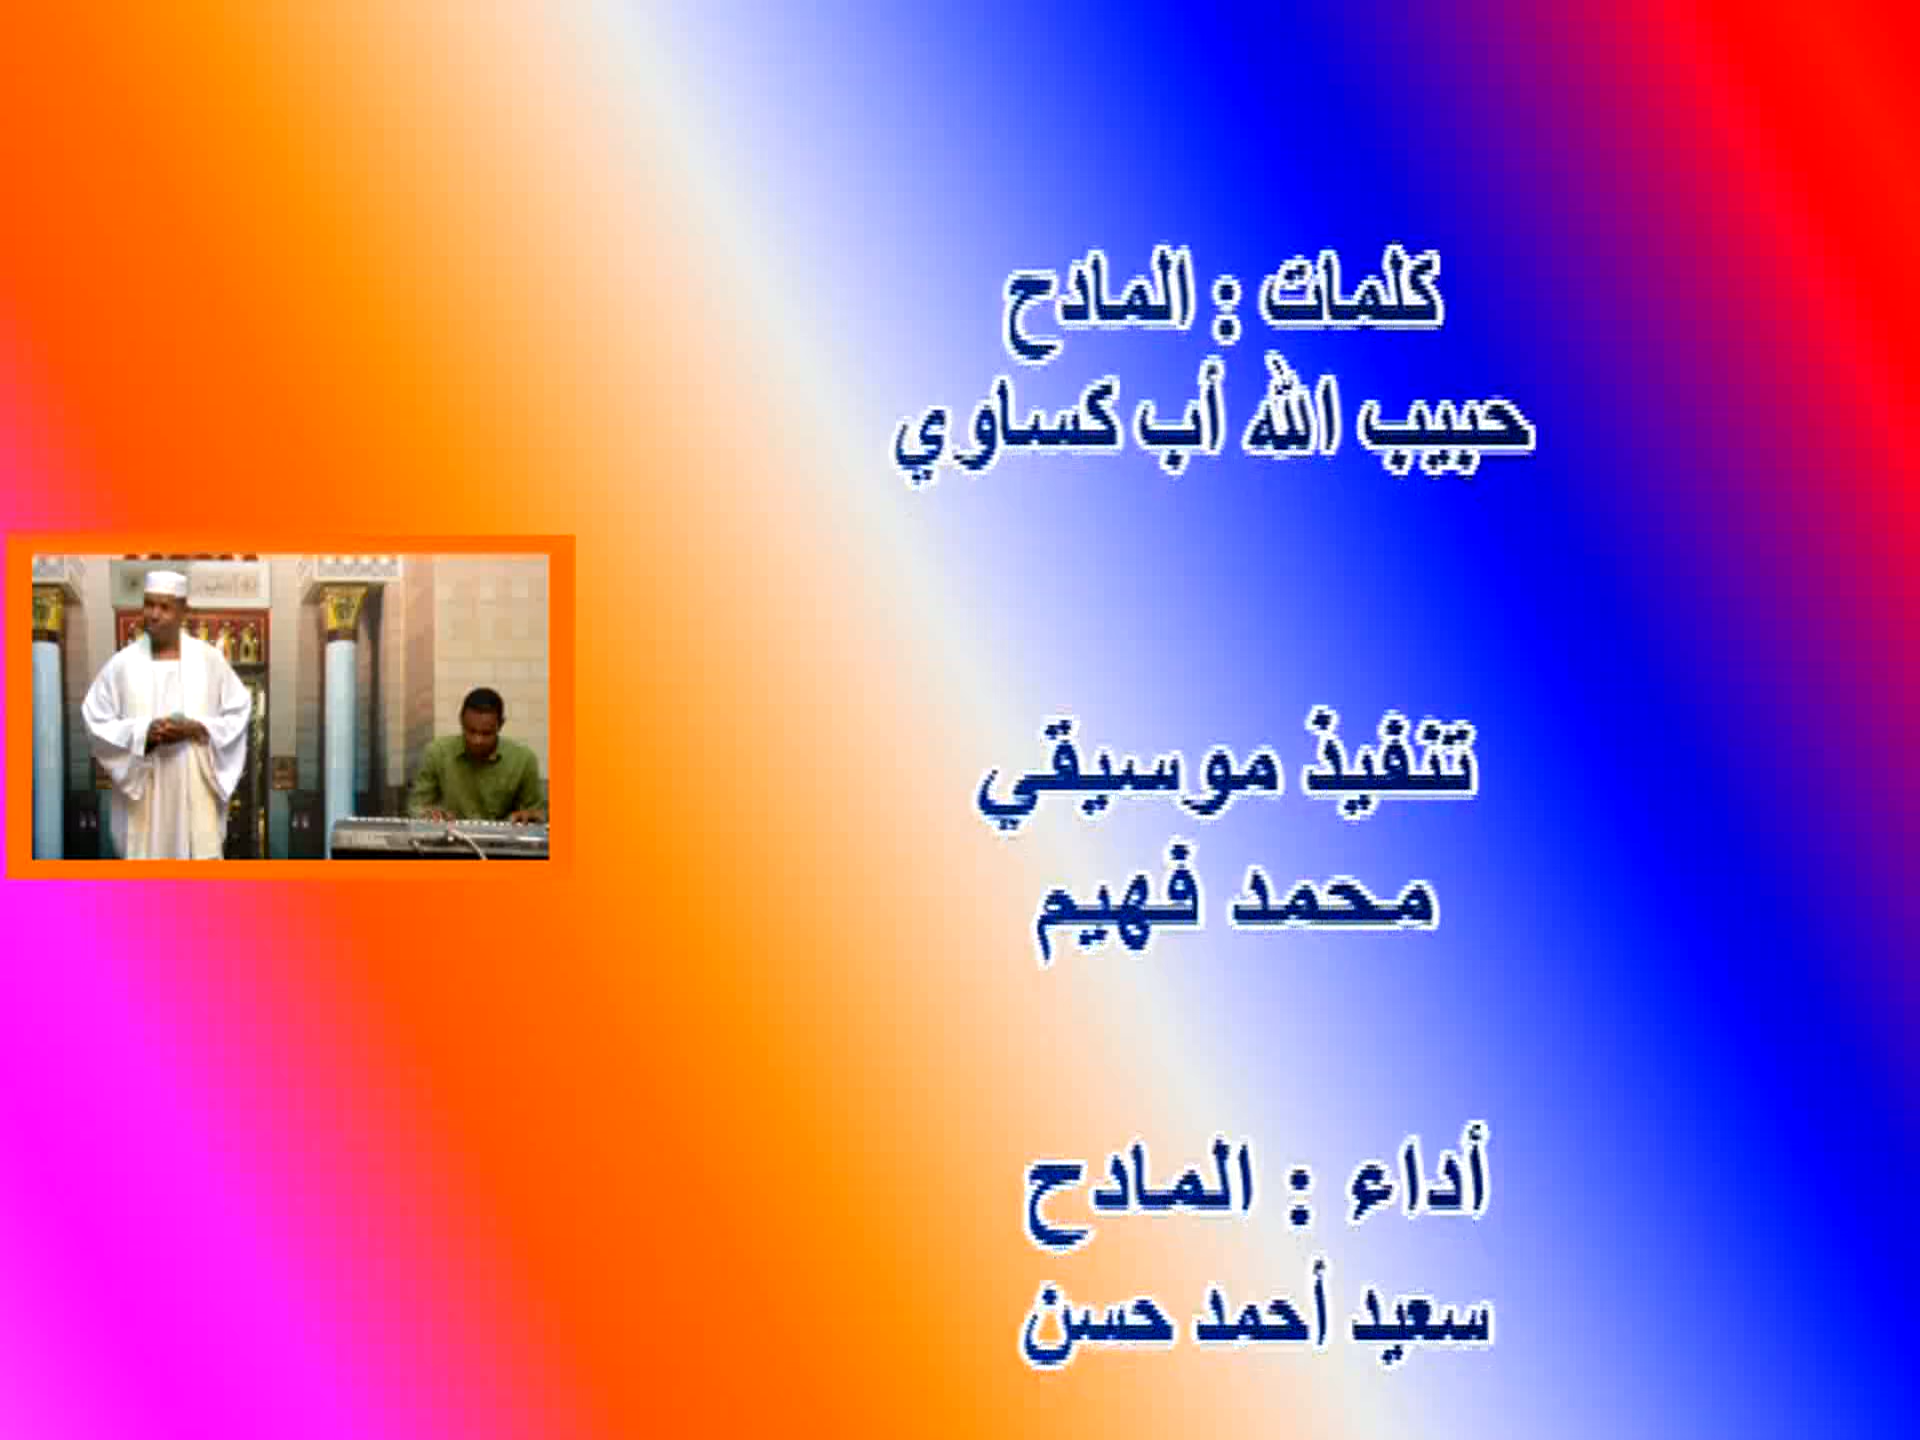 كلمات : المادح
حبيب الله أب كساوي
تنفيذ موسيقي
محمد فهيم
أداء : المادح
سعيد أحمد حسن